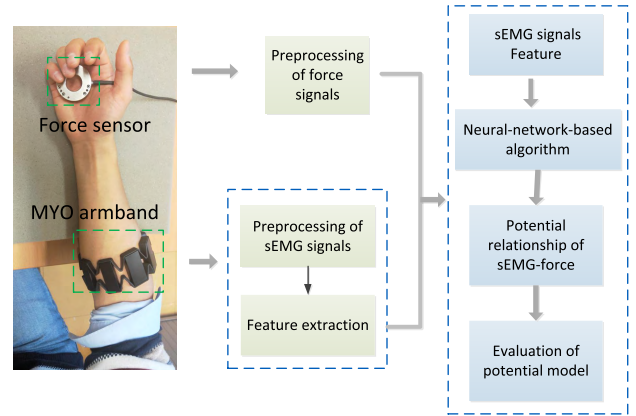 Force sensor
MYO armband
Preprocessing
of force
signals
Preprocessing of
sEMG signals
Feature extraction
sEMG signals
Feature
Neural-network-based
algorithm
Potential
relationship of
sEMG-force
Evaluation of
potential model